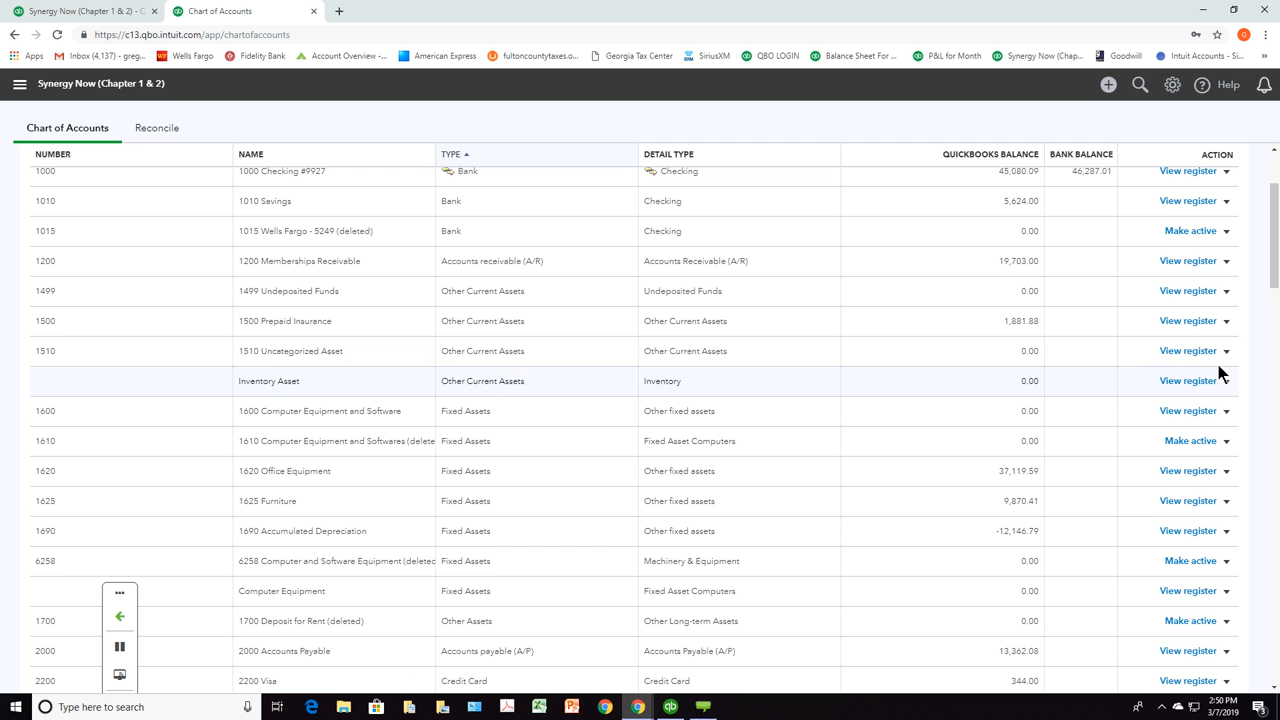 Synergy Now (Chapter 1 & 2) - C
Chart of Accounts
https://c13.qbo.intuit.com/app/chartofaccounts
Apps
Inbox (4,137) - greg...
Wells Fargo
Fidelity Bank
Account Overview -...
American Express
fultoncountytaxes.o...
Georgia Tax Center
SiriusXM
QBO LOGIN
Balance Sheet For ...
P&L for Month
Synergy Now (Chap...
Goodwill
Intuit Accounts – Si...
Synergy Now (Chapter 1 & 2)
Help
Chart of Accounts Reconcile
NUMBER NAME TYPE DETAIL TYPE QUICKBOOKS BALANCE BANK BALANCE ACTION
1000 1000 Checking #9927 Bank Checking 45,080.09 46,287.01 View register
1010 1010 Savings Bank Checking 5,624.00 View register
1015 1015 Wells Fargo - 5249 (deleted) Bank Checking 0.00 Make active
1200 1200 Memberships Receivable Accounts receivable (A/R) Accounts Receivable (A/R) 19,703.00 View register
1499 1499 Undeposited Funds Other Current Assets Undeposited Funds 0.00 View register
1500 1500 Prepaid Insurance Other Current Assets Other Current Assets 1,881.88 View register
1510 1510 Uncategorized Asset Other Current Assets Other Current Assets 0.00 View register
Inventory Asset Other Current Assets Inventory 0.00 View register
1600 1600 Computer Equipment and Software Fixed Assets Other fixed assets 0.00 View register
1610 1610 Computer Equipment and Softwares (delete Fixed Assets Fixed Asset Computers 0.00 Make active
1620 1620 Office Equipment Fixed Assets Other fixed assets 37,119.59 View register
1625 1625 Furniture Fixed Assets Other fixed assets 9,870.41 View register
1690 1690 Accumulated Depreciation Fixed Assets Other fixed assets -12,146.79 View register
6258 6258 Computer and Software Equipment (deleted Fixed Assets Machinery & Equipment 0.00 Make active
Computer Equipment Fixed Assets Fixed Asset Computers 0.00 View register
1700 1700 Deposit for Rent (deleted) Other Assets Other Long-term Assets 0.00 Make active
2000 2000 Accounts Payable Accounts payable (A/P) Accounts Payable (A/P) 13,362.08 View register
2200 2200 Visa Credit Card Credit Card 344.00 View register
Type here to search
2:50 PM
3/7/2019